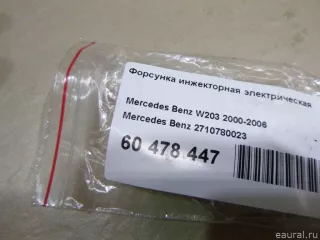 Форсунка инжекторная электрическая
Mercedes Benz W203 2000-2006
Mercedes Benz 2710780023
60 478 447
eaural.ru